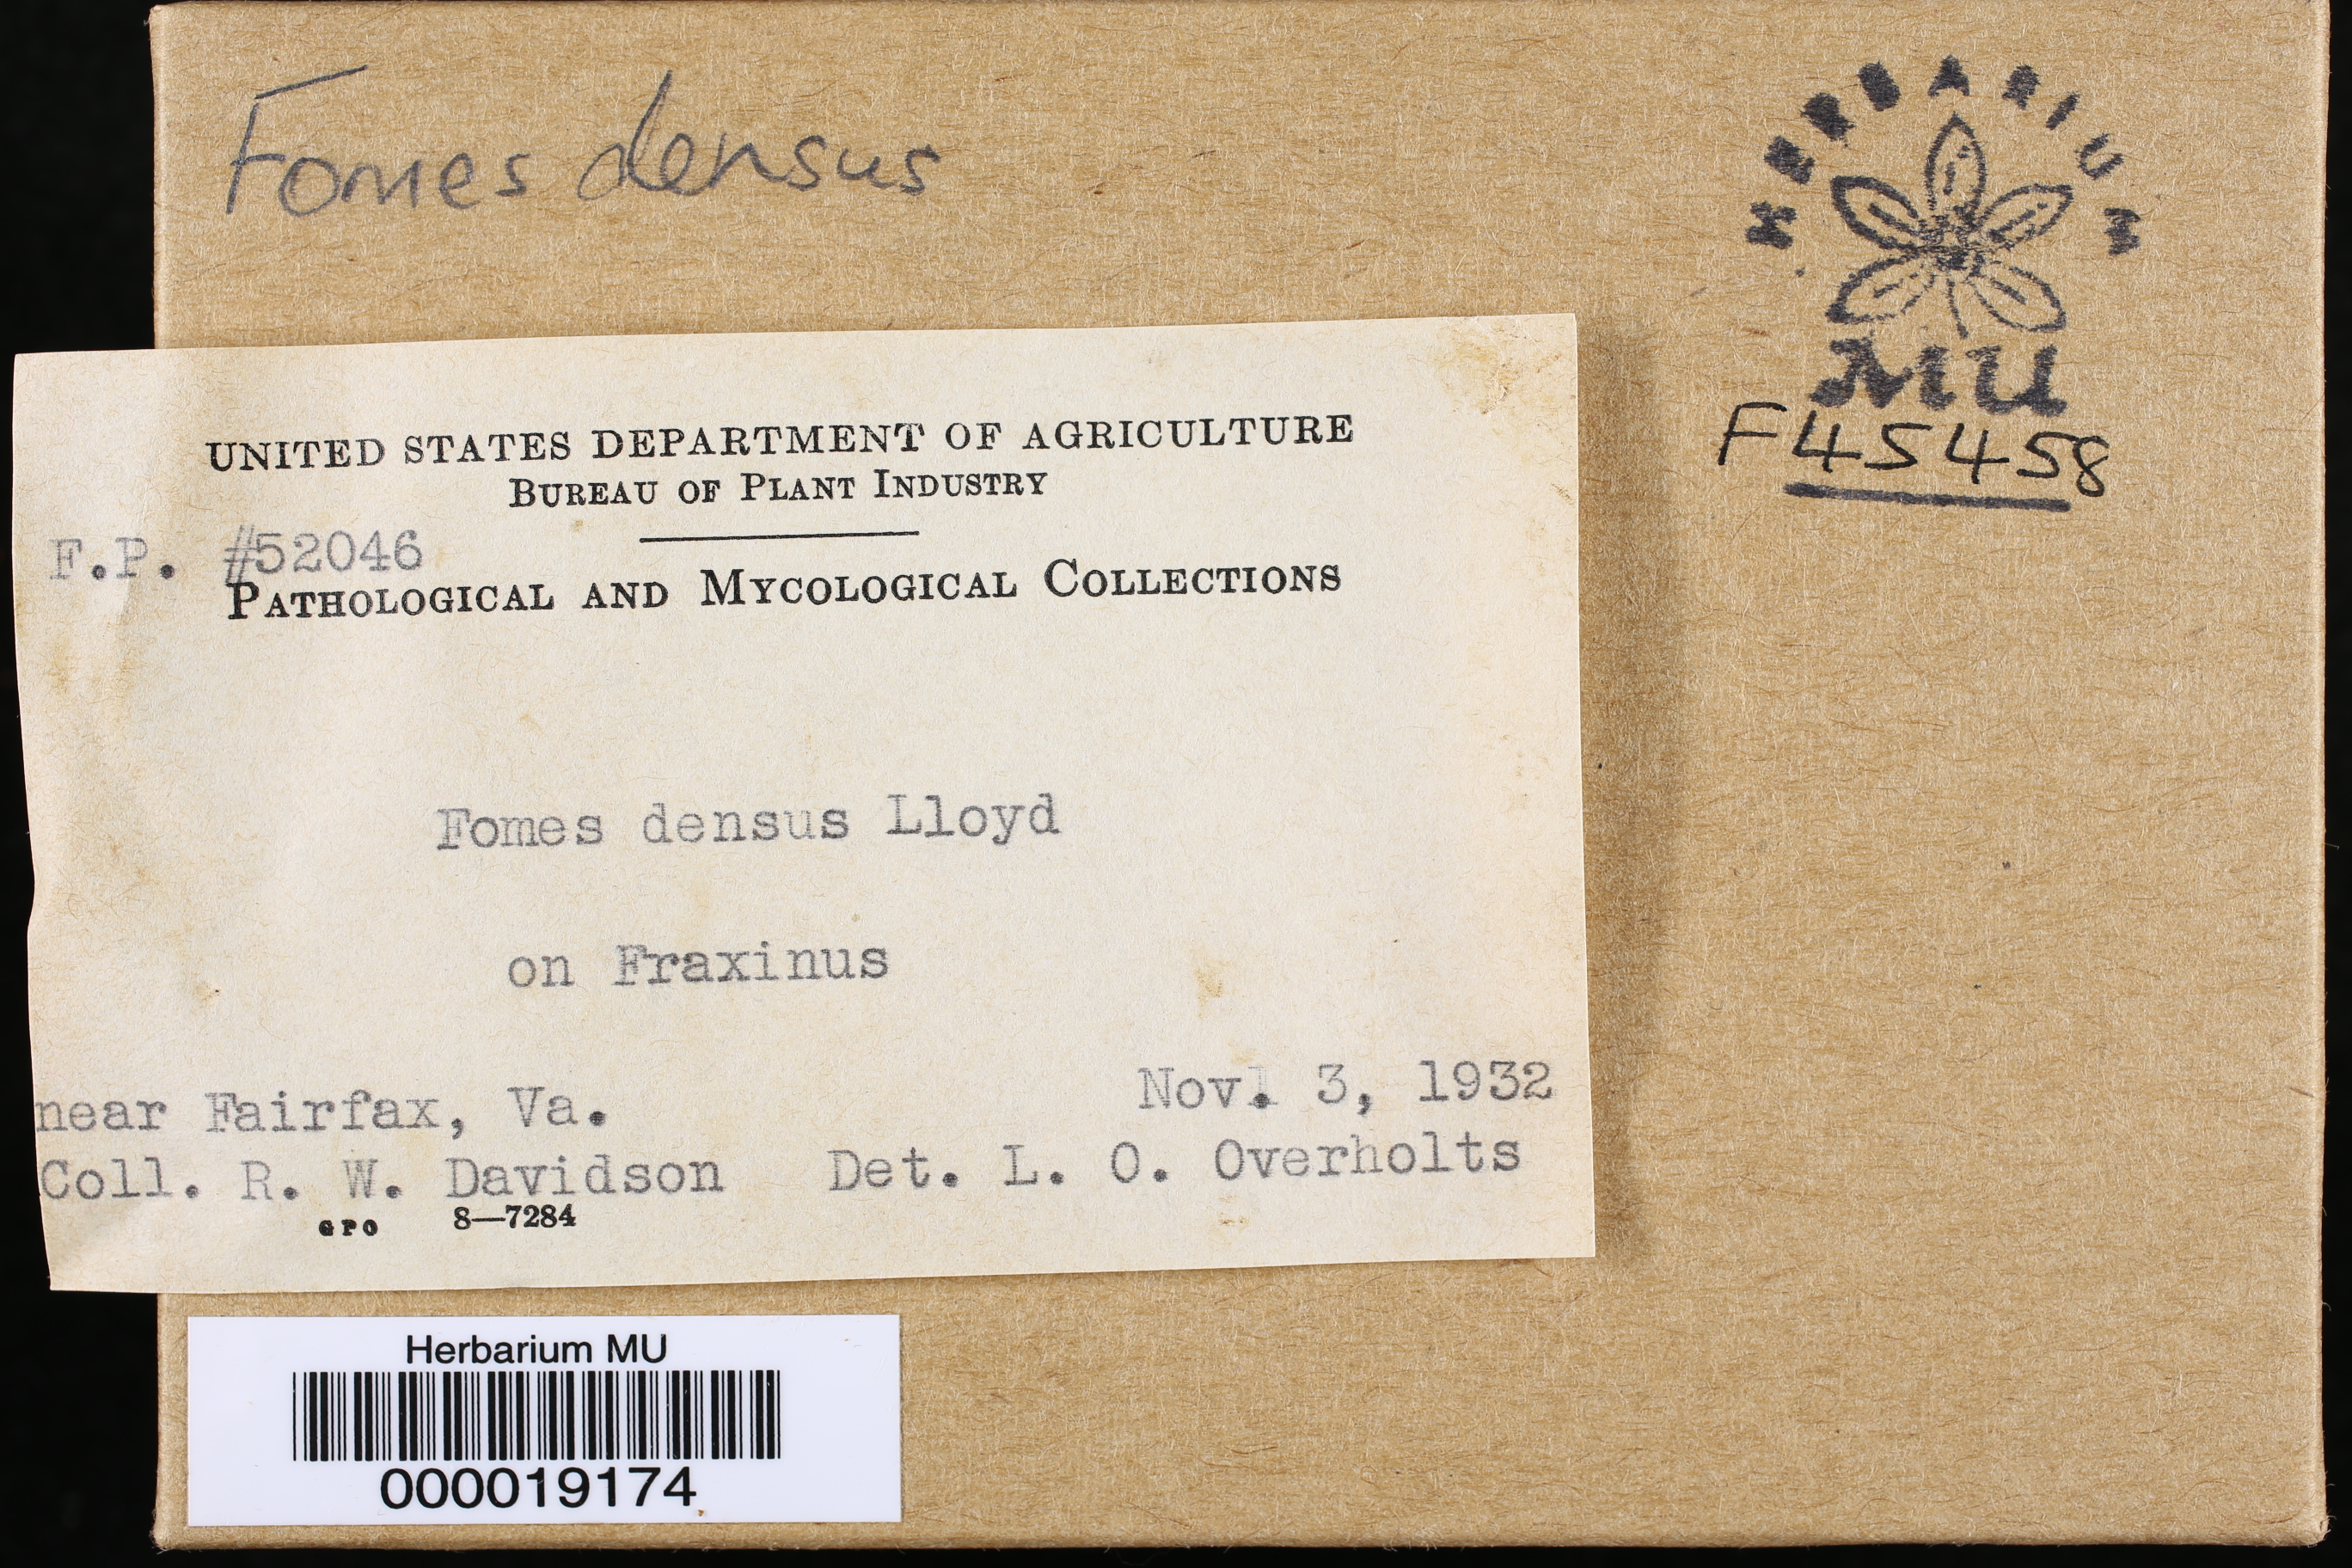 Fomes densus
HERBARIUM
MU
F45458
UNITED STATES DEPARTMENT OF AGRICULTURE
BUREAU OF PLANT INDUSTRY
F.P. #52046
PATHOLOGICAL AND MYCOLOGICAL COLLECTIONS
Fomes densus Lloyd
on Fraxinus
near Fairfax, Va. Nov. 3, 1932
Coll. R. W. Davidson Det. L. O. Overholts
GPO 8—7284
Herbarium MU
000019174